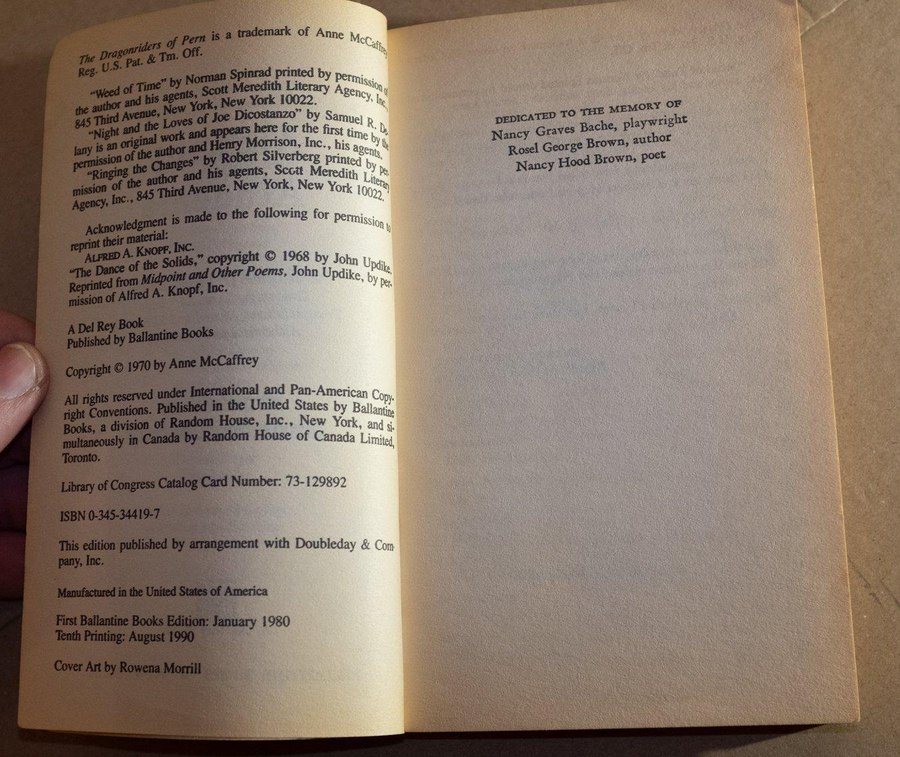 The Dragonriders of Pern is a trademark of Anne McCaffrey
Reg. U.S. Pat. & Tm. Off.
"Weed of Time" by Norman Spinrad printed by permission of
the author and his agents, Scott Meredith Literary Agency, Inc.,
845 Third Avenue, New York, New York 10022.
"Night and the Loves of Joe Dicostanzo" by Samuel R. De-
lany is an original work and appears here for the first time by the
permission of the author and Henry Morrison, Inc., his agents.
"Ringing the Changes" by Robert Silverberg printed by per-
mission of the author and his agents, Scott Meredith Literary
Agency, Inc., 845 Third Avenue, New York, New York 10022.
Acknowledgment is made to the following for permission to
reprint their material:
ALFRED A. KNOPF, INC.
"The Dance of the Solids," copyright © 1968 by John Updike.
Reprinted from Midpoint and Other Poems, John Updike, by per-
mission of Alfred A. Knopf, Inc.
A Del Rey Book
Published by Ballantine Books
Copyright © 1970 by Anne McCaffrey
All rights reserved under International and Pan-American Copy-
right Conventions. Published in the United States by Ballantine
Books, a division of Random House, Inc., New York, and si-
multaneously in Canada by Random House of Canada Limited,
Toronto.
Library of Congress Catalog Card Number: 73-129892
ISBN 0-345-34419-7
This edition published by arrangement with Doubleday & Com-
pany, Inc.
Manufactured in the United States of America
First Ballantine Books Edition: January 1980
Tenth Printing: August 1990
Cover Art by Rowena Morrill
DEDICATED TO THE MEMORY OF
Nancy Graves Bache, playwright
Rosel George Brown, author
Nancy Hood Brown, poet